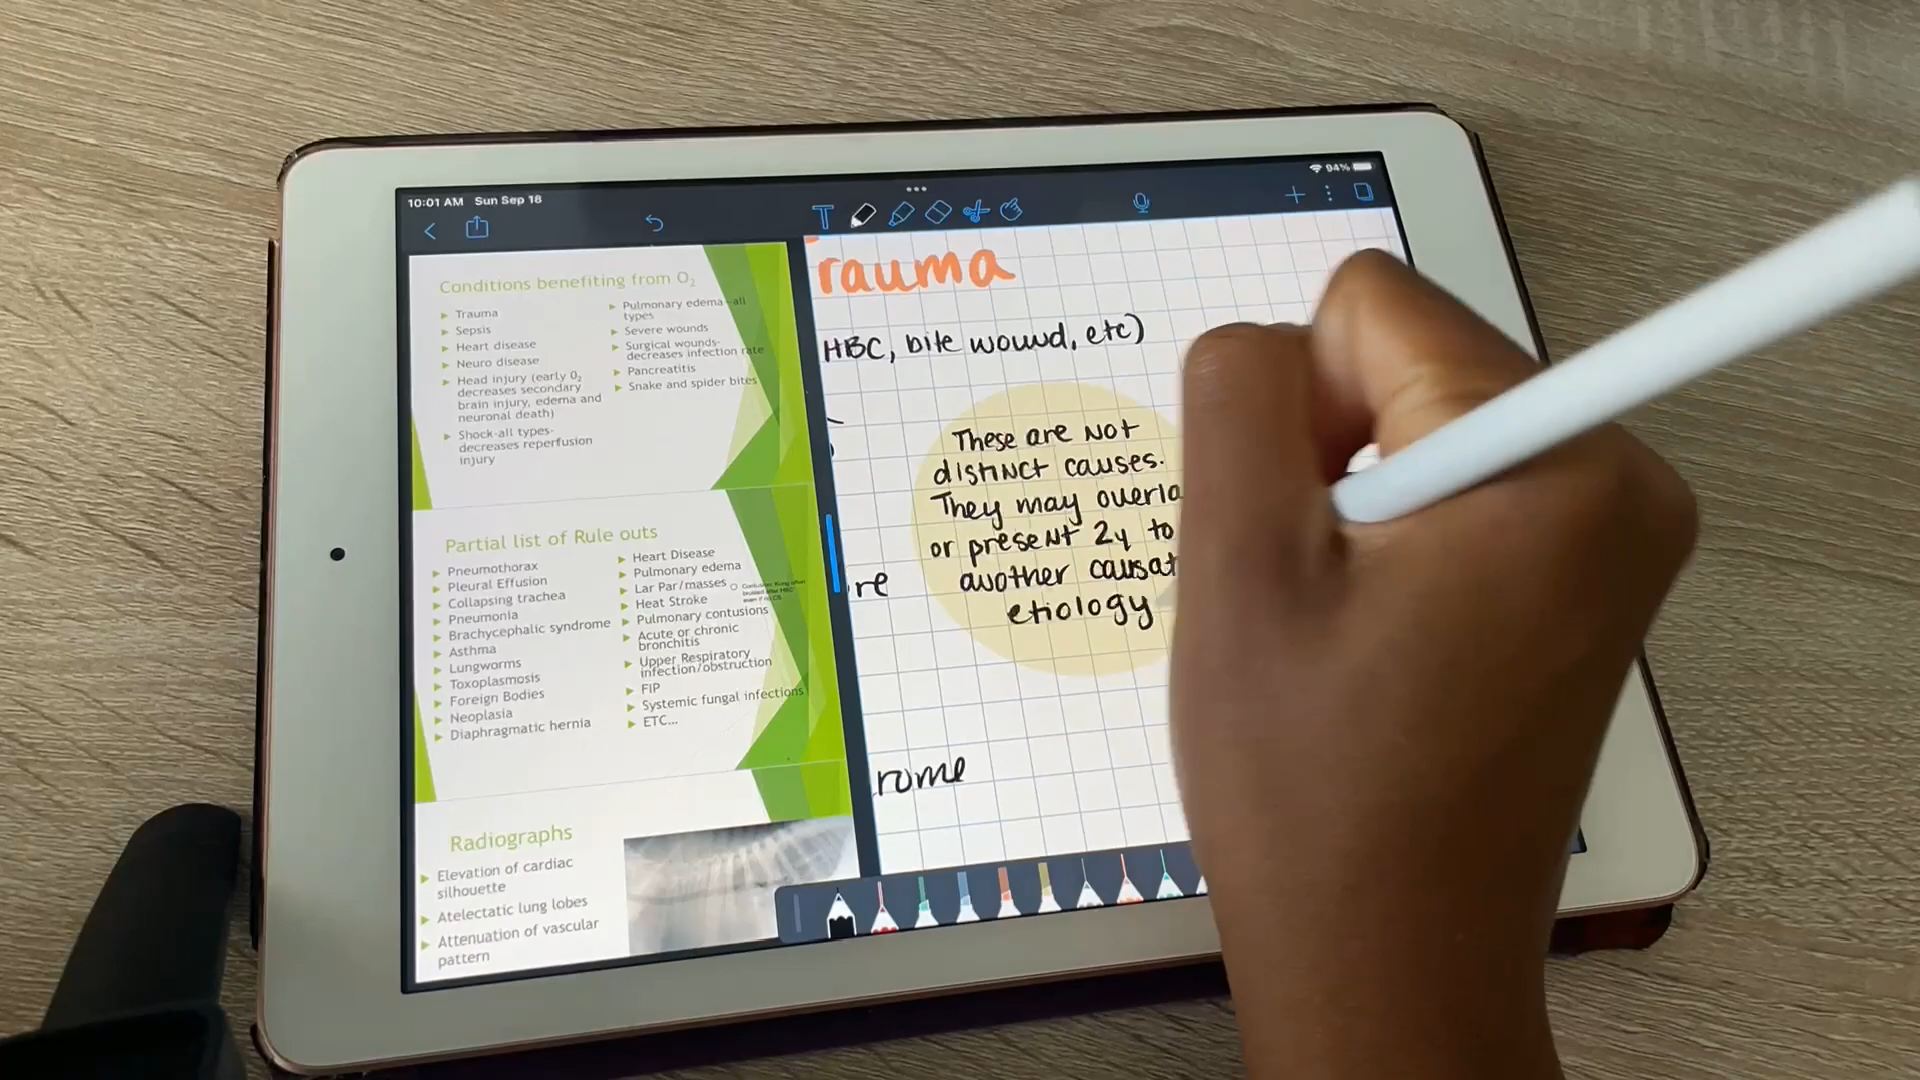 10:01 AM Sun Sep 18
94%
Conditions benefiting from O₂
Trauma
Sepsis
Heart disease
Neuro disease
Head injury (early O₂
decreases secondary
brain injury, edema and
neuronal death)
Shock-all types-
decreases reperfusion
injury
Pulmonary edema-all
types
Severe wounds
Surgical wounds-
decreases infection rate
Pancreatitis
Snake and spider bites
Partial list of Rule outs
Pneumothorax
Pleural Effusion
Collapsing trachea
Pneumonia
Brachycephalic syndrome
Asthma
Lungworms
Toxoplasmosis
Foreign Bodies
Neoplasia
Diaphragmatic hernia
Heart Disease
Pulmonary edema
Lar Par/masses
Heat Stroke
Pulmonary contusions
Acute or chronic
bronchitis
Upper Respiratory
infection/obstruction
FIP
Systemic fungal infections
ETC...
Radiographs
Elevation of cardiac
silhouette
Atelectatic lung lobes
Attenuation of vascular
pattern
rauma
HBC, bite wound, etc)
These are not
distinct causes.
They may overla
or present 2y to
another causat
etiology
re
rome